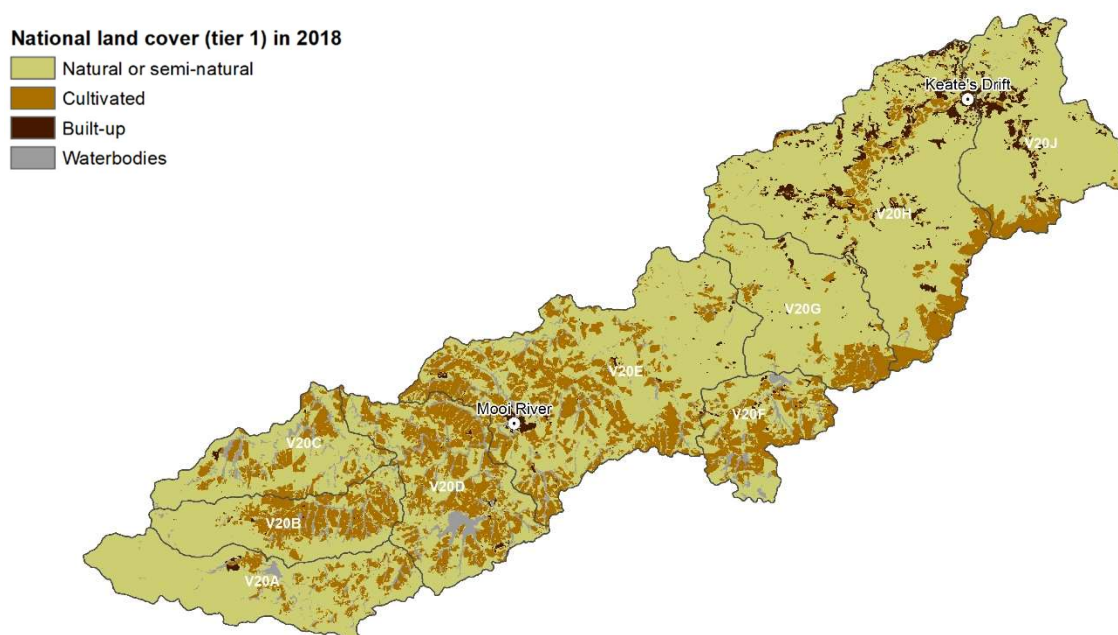 National land cover (tier 1) in 2018
Natural or semi-natural
Cultivated
Built-up
Waterbodies
Keate's Drift
V20J
V20H
V20G
V20E
V20F
Mooi River
V20C
V20D
V20B
V20A